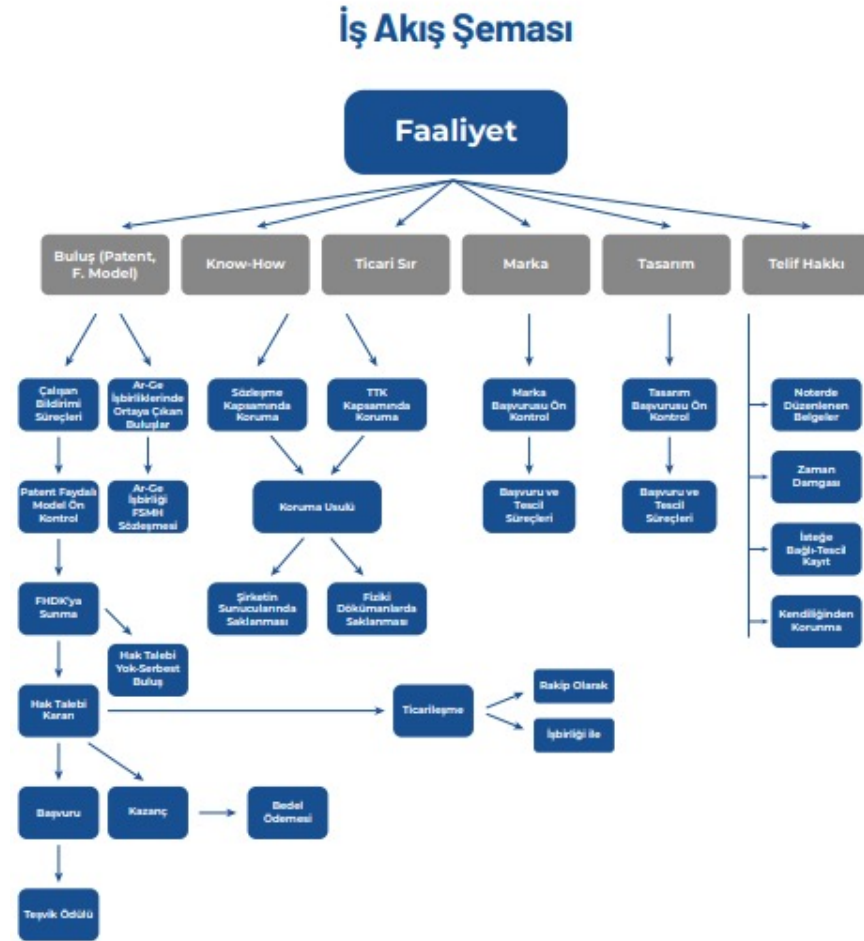 İş Akış Şeması
Faaliyet
Buluş (Patent,
F. Model)
Know-How
Ticari Sır
Marka
Tasarım
Telif Hakkı
Çalışan
Bildirimi
Süreçleri
Ar-Ge
İşbirliklerinde
Ortaya Çıkan
Buluşlar
Sözleşme
Kapsamında
Koruma
TTK
Kapsamında
Koruma
Marka
Başvurusu Ön
Kontrol
Tasarım
Başvurusu Ön
Kontrol
Noterde
Düzenlenen
Belgeler
Patent Faydalı
Model Ön
Kontrol
Ar-Ge
İşbirliği
FSMH
Sözleşmesi
Koruma Usulü
Başvuru ve
Tescil
Süreçleri
Başvuru ve
Tescil
Süreçleri
Zaman
Damgası
İsteğe
Bağlı-Tescil
Kayıt
FHDK'ya
Sunma
Şirketin
Sunucularında
Saklanması
Fiziki
Dökümanlarda
Saklanması
Kendiliğinden
Korunma
Hak Talebi
Yok-Serbest
Buluş
Hak Talebi
Kararı
Ticarileşme
Rakip Olarak
İşbirliği ile
Başvuru
Kazanç
Bedel
Ödemesi
Teşvik Ödülü